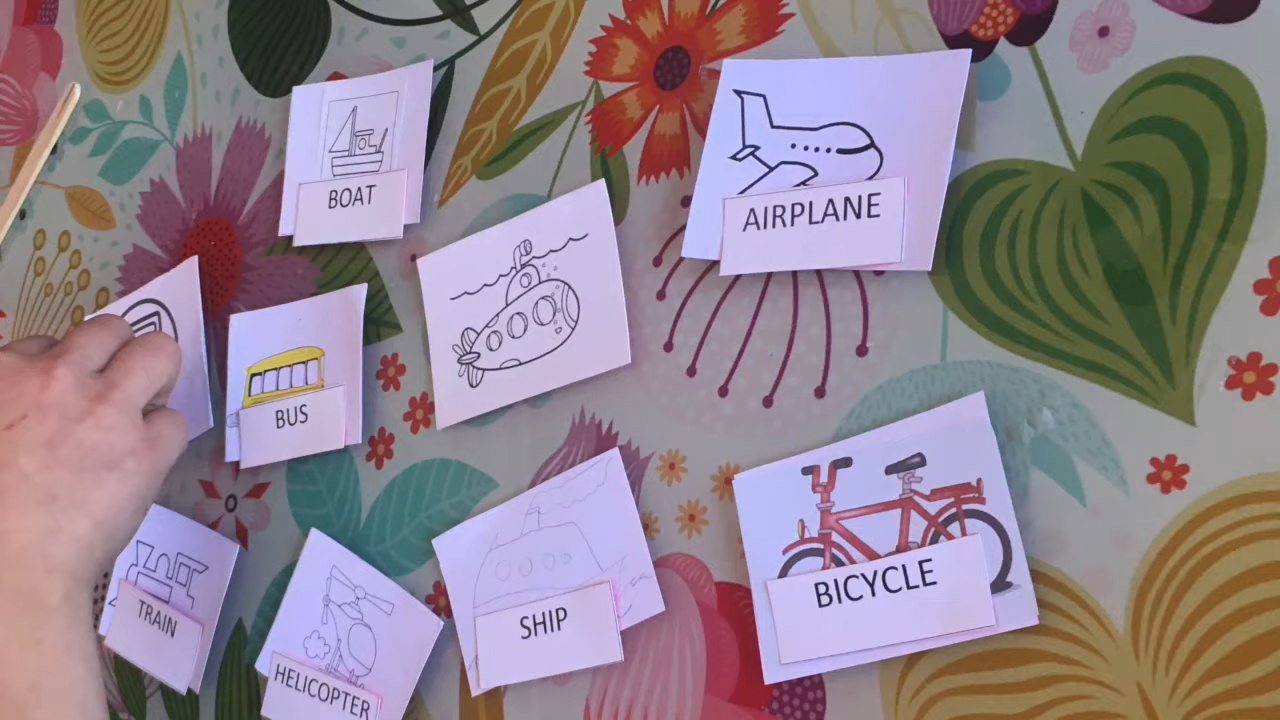 BOAT
AIRPLANE
BUS
BICYCLE
TRAIN
SHIP
HELICOPTER